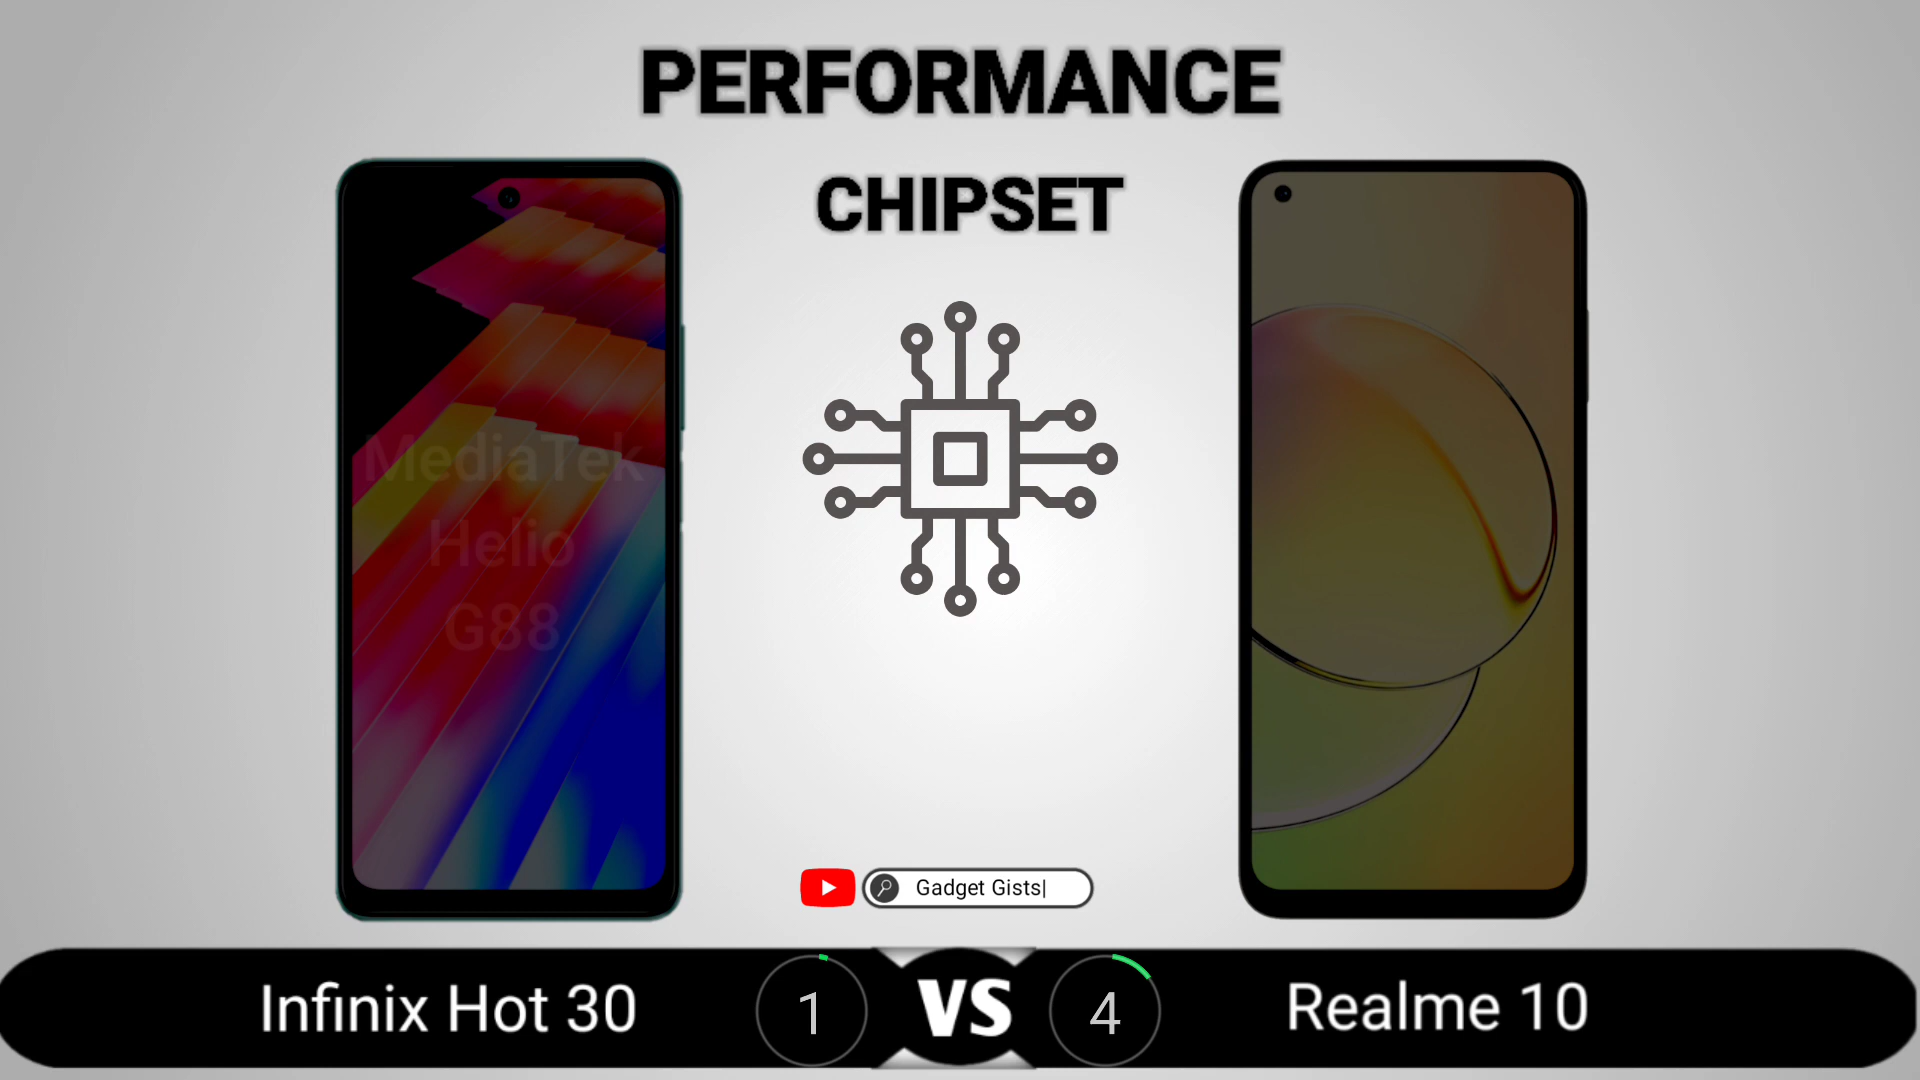 PERFORMANCE
CHIPSET
MediaTek
Helio
G88
Gadget Gists|
Infinix Hot 30
1
VS
4
Realme 10